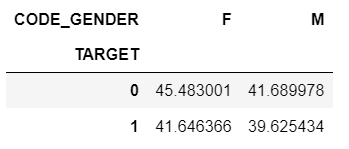 CODE_GENDER F M
TARGET
0 45.483001 41.689978
1 41.646366 39.625434